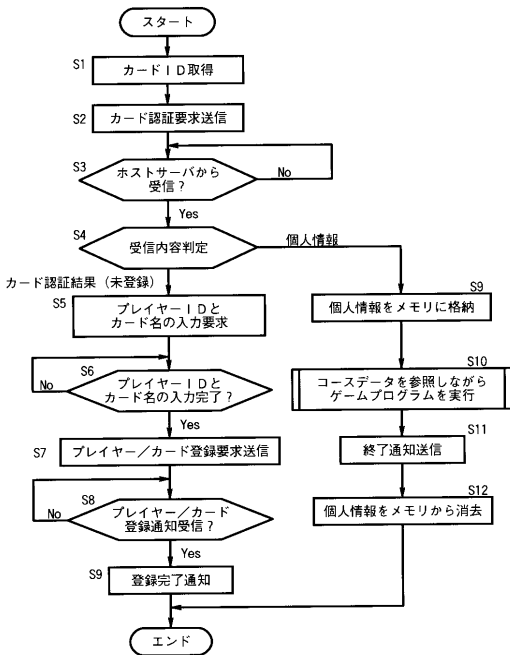 スタート
S1
カードＩＤ取得
S2
カード認証要求送信
S3
ホストサーバから
受信？
No
Yes
S4
受信内容判定
個人情報
カード認証結果（未登録）
S5
プレイヤーＩＤと
カード名の入力要求
S6
プレイヤーＩＤと
カード名の入力完了？
No
Yes
S7
プレイヤー／カード登録要求送信
S8
プレイヤー／カード
登録通知受信？
No
Yes
S9
登録完了通知
S9
個人情報をメモリに格納
S10
コースデータを参照しながら
ゲームプログラムを実行
S11
終了通知送信
S12
個人情報をメモリから消去
エンド